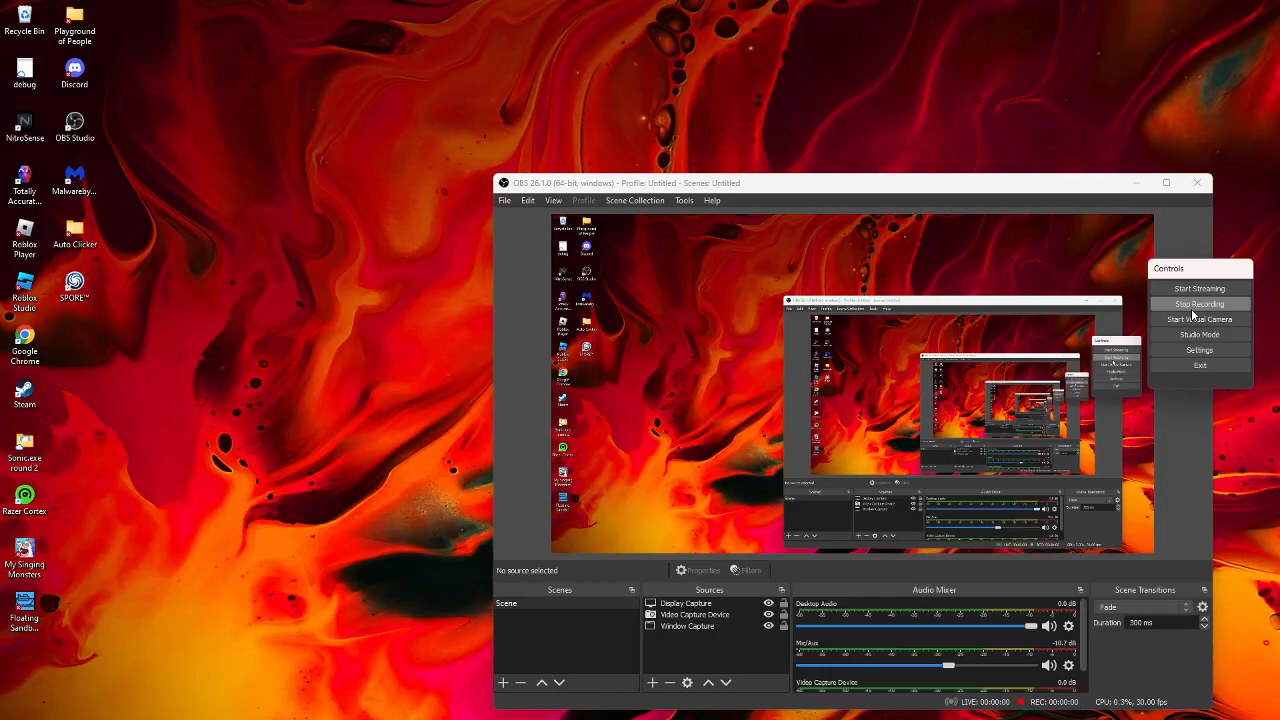 Recycle Bin
Playground
of People
debug
Discord
NitroSense
OBS Studio
Totally
Accurat...
Malwareby...
Roblox
Player
Auto Clicker
Roblox
Studio
SPORE™
Google
Chrome
Steam
Sonic.exe
round 2
Razer Cortex
My Singing
Monsters
Floating
Sandb...
OBS 26.1.0 (64-bit, windows) - Profile: Untitled - Scenes: Untitled
File Edit View Profile Scene Collection Tools Help
Controls
Start Streaming
Stop Recording
Start Virtual Camera
Studio Mode
Settings
Exit
No source selected
Properties
Filters
Scenes
Scene
Sources
Display Capture
Video Capture Device
Window Capture
Audio Mixer
Desktop Audio 0.0 dB
Mic/Aux -10.7 dB
Video Capture Device 0.0 dB
Scene Transitions
Fade
Duration 300 ms
LIVE: 00:00:00
REC: 00:00:00
CPU: 0.3%, 30.00 fps